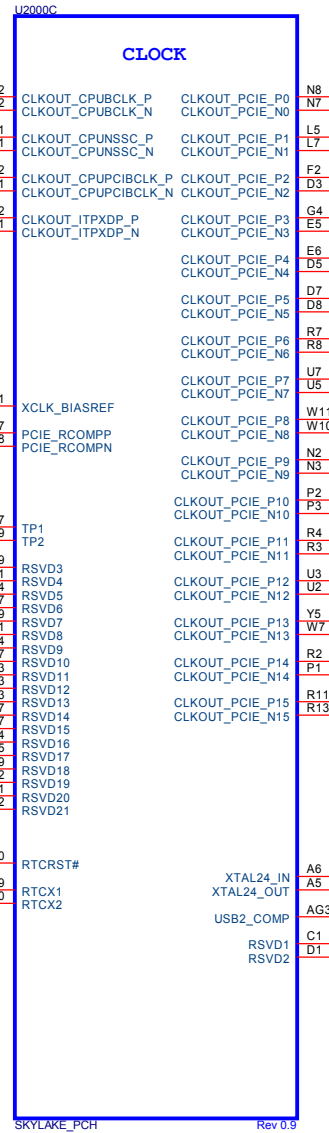 U2000C
CLOCK
CLKOUT_CPUBCLK_P CLKOUT_PCIE_P0 N8
CLKOUT_CPUBCLK_N CLKOUT_PCIE_N0 N7
CLKOUT_CPUNSSC_P CLKOUT_PCIE_P1 L5
CLKOUT_CPUNSSC_N CLKOUT_PCIE_N1 L7
CLKOUT_CPUPCIBCLK_P CLKOUT_PCIE_P2 F2
CLKOUT_CPUPCIBCLK_N CLKOUT_PCIE_N2 D3
CLKOUT_ITPXDP_P CLKOUT_PCIE_P3 G4
CLKOUT_ITPXDP_N CLKOUT_PCIE_N3 E5
CLKOUT_PCIE_P4 E6
CLKOUT_PCIE_N4 D5
CLKOUT_PCIE_P5 D7
CLKOUT_PCIE_N5 D8
CLKOUT_PCIE_P6 R7
CLKOUT_PCIE_N6 R8
CLKOUT_PCIE_P7 U7
CLKOUT_PCIE_N7 U5
XCLK_BIASREF
CLKOUT_PCIE_P8 W11
PCIE_RCOMPP CLKOUT_PCIE_N8 W10
PCIE_RCOMPN
CLKOUT_PCIE_P9 N2
CLKOUT_PCIE_N9 N3
CLKOUT_PCIE_P10 P2
CLKOUT_PCIE_N10 P3
TP1
TP2 CLKOUT_PCIE_P11 R4
CLKOUT_PCIE_N11 R3
RSVD3
RSVD4 CLKOUT_PCIE_P12 U3
RSVD5 CLKOUT_PCIE_N12 U2
RSVD6
RSVD7 CLKOUT_PCIE_P13 Y5
RSVD8 CLKOUT_PCIE_N13 W7
RSVD9
RSVD10 CLKOUT_PCIE_P14 R2
RSVD11 CLKOUT_PCIE_N14 P1
RSVD12
RSVD13 CLKOUT_PCIE_P15 R11
RSVD14 CLKOUT_PCIE_N15 R13
RSVD15
RSVD16
RSVD17
RSVD18
RSVD19
RSVD20
RSVD21
RTCRST#
XTAL24_IN A6
RTCX1 XTAL24_OUT A5
RTCX2
USB2_COMP AG3
RSVD1 C1
RSVD2 D1
SKYLAKE_PCH Rev 0.9